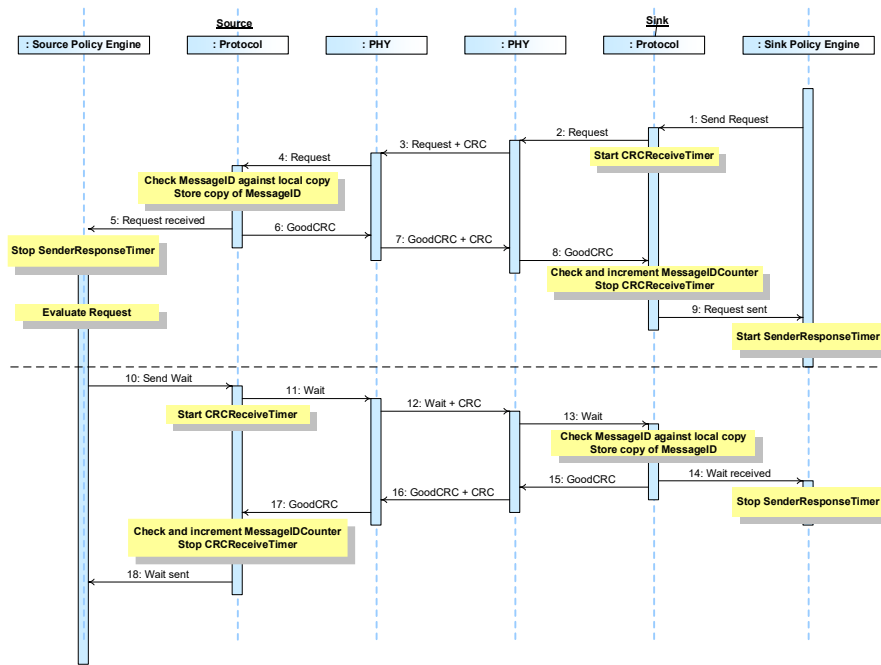 Source
Sink
: Source Policy Engine
: Protocol
: PHY
: PHY
: Protocol
: Sink Policy Engine
1: Send Request
2: Request
3: Request + CRC
Start CRCReceiveTimer
4: Request
Check MessageID against local copy
Store copy of MessageID
5: Request received
6: GoodCRC
7: GoodCRC + CRC
Stop SenderResponseTimer
8: GoodCRC
Check and increment MessageIDCounter
Stop CRCReceiveTimer
Evaluate Request
9: Request sent
Start SenderResponseTimer
10: Send Wait
11: Wait
Start CRCReceiveTimer
12: Wait + CRC
13: Wait
Check MessageID against local copy
Store copy of MessageID
14: Wait received
15: GoodCRC
16: GoodCRC + CRC
Stop SenderResponseTimer
17: GoodCRC
Check and increment MessageIDCounter
Stop CRCReceiveTimer
18: Wait sent